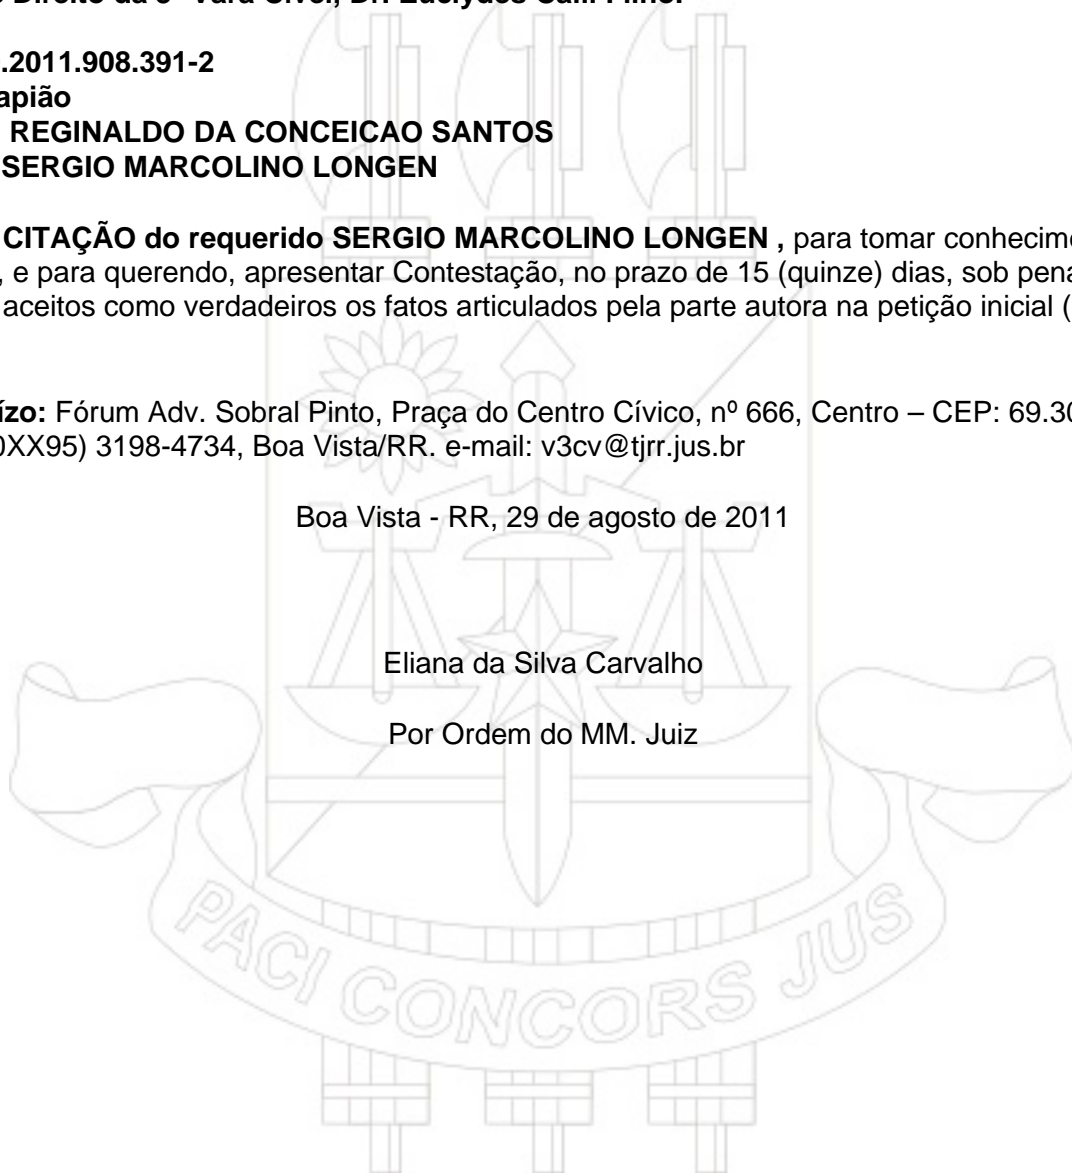 Direito da 3ª Vara Cível, Dr. Euclydes Calil Filho.
.2011.908.391-2
apião
REGINALDO DA CONCEICAO SANTOS
SERGIO MARCOLINO LONGEN
CITAÇÃO do requerido SERGIO MARCOLINO LONGEN , para tomar conhecim
, e para querendo, apresentar Contestação, no prazo de 15 (quinze) dias, sob pena
aceitos como verdadeiros os fatos articulados pela parte autora na petição inicial (
ízo: Fórum Adv. Sobral Pinto, Praça do Centro Cívico, nº 666, Centro – CEP: 69.30
0XX95) 3198-4734, Boa Vista/RR. e-mail: v3cv@tjrr.jus.br
Boa Vista - RR, 29 de agosto de 2011
Eliana da Silva Carvalho
Por Ordem do MM. Juiz
PACI CONCORS JUS